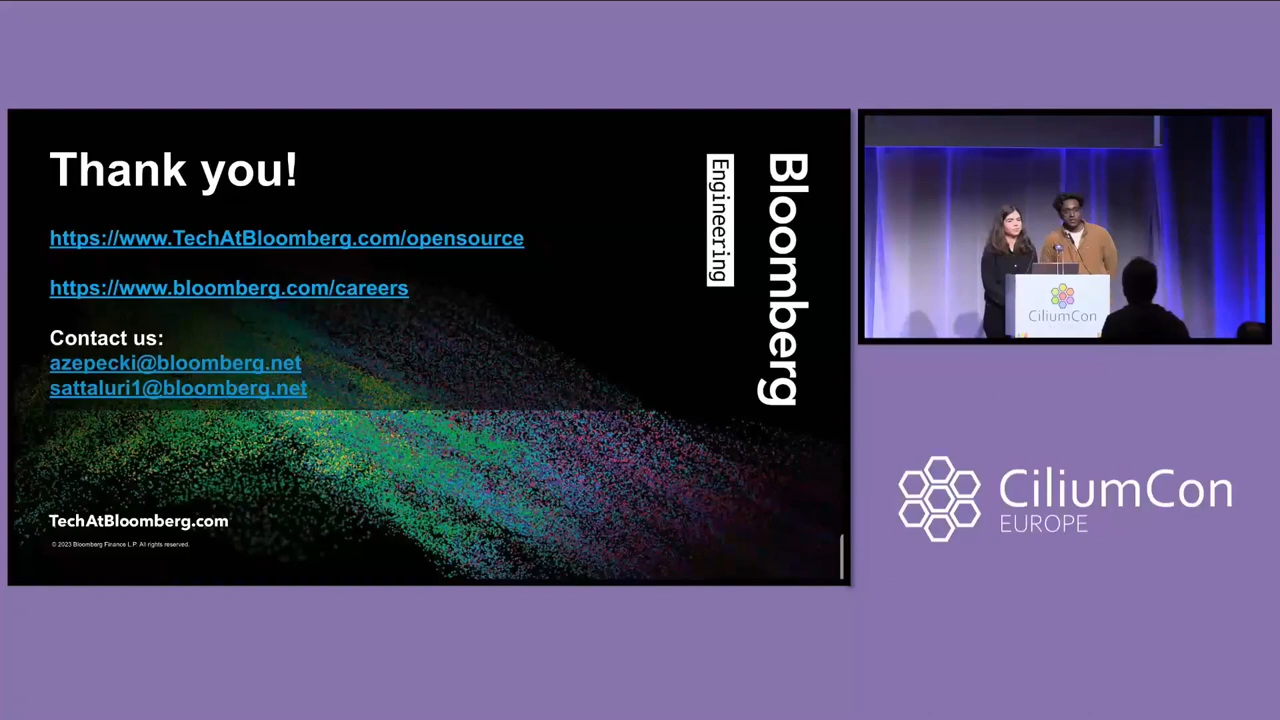 Thank you!
https://www.TechAtBloomberg.com/opensource
https://www.bloomberg.com/careers
Contact us:
azepecki@bloomberg.net
sattaluri1@bloomberg.net
TechAtBloomberg.com
© 2023 Bloomberg Finance L.P. All rights reserved.
Bloomberg
Engineering
CiliumCon
CiliumCon
EUROPE